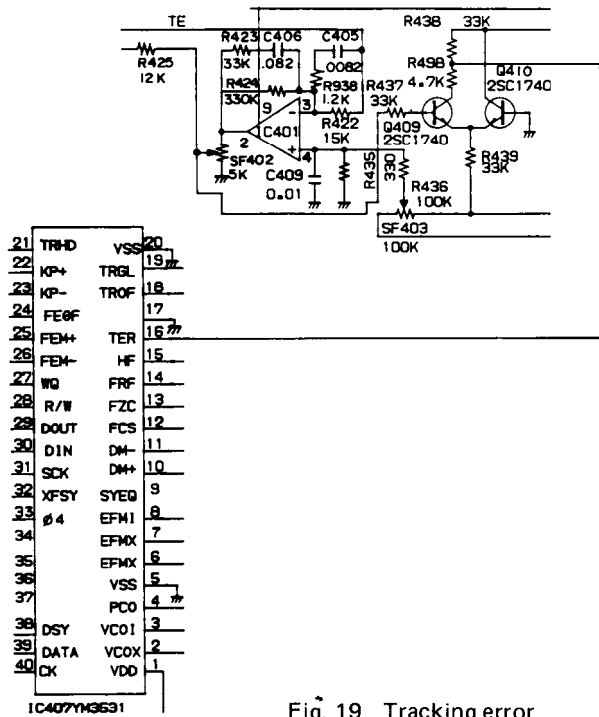 TE
R425
12K
R423
33K
C406
.082
C405
.0082
R424
330K
R938
1.2K
9
3
IC401
2
4
R422
15K
SF402
5K
C409
0.01
R435
330
R437
33K
R438 33K
R498
4.7K
Q410
2SC1740
Q409
2SC1740
R439
33K
R436
100K
SF403
100K
21 TRHD VSS 20
22 KP+ TRGL 19
23 KP- TROF 18
24 FEØF 17
25 FEM+ TER 16
26 FEM- HF 15
27 WQ FRF 14
28 R/W FZC 13
29 DOUT FCS 12
30 DIN DM- 11
31 SCK DM+ 10
32 XFSY SYEQ 9
33 ø4 EFMI 8
34 EFMX 7
35 EFMX 6
36 VSS 5
37 PCO 4
38 DSY VCOI 3
39 DATA VCOX 2
40 CK VDD 1
IC407YM3531
Fig. 19 Tracking error